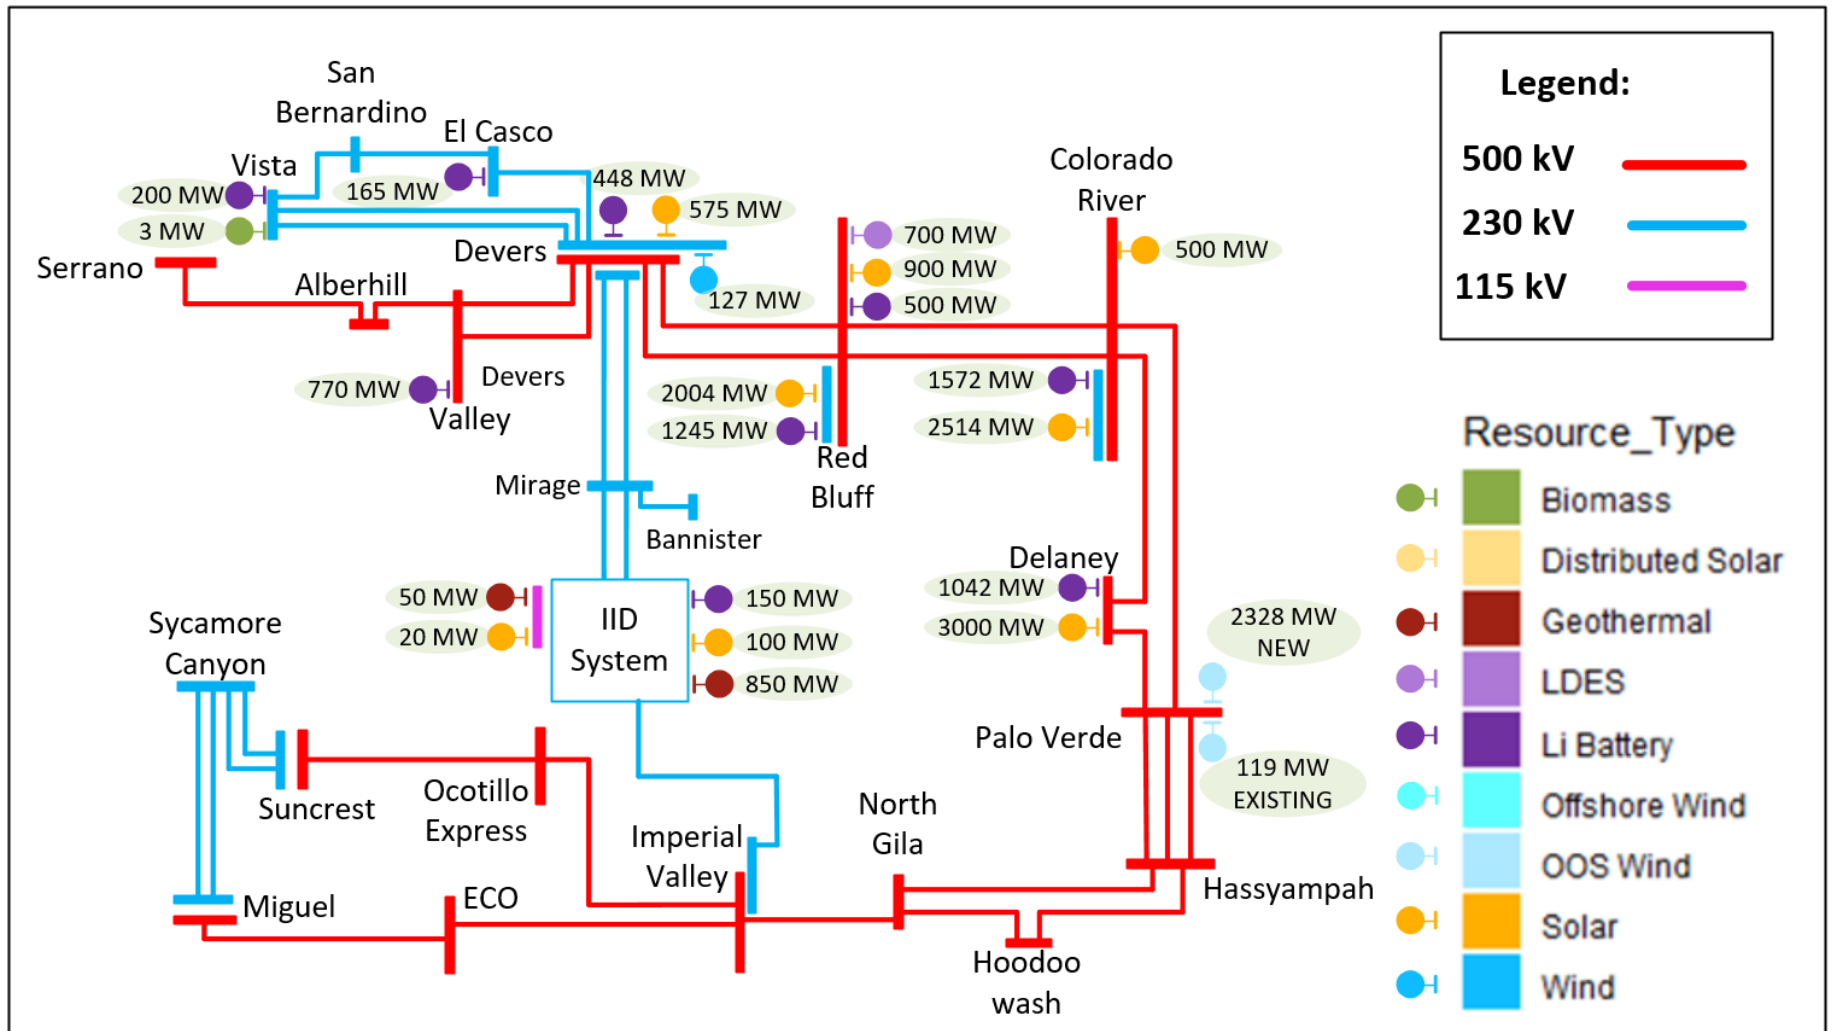 San
Bernardino
El Casco
Vista
200 MW
165 MW
3 MW
448 MW
575 MW
Devers
Serrano
Alberhill
127 MW
Colorado
River
700 MW
900 MW
500 MW
500 MW
770 MW
Devers
Valley
2004 MW
1245 MW
Red
Bluff
1572 MW
2514 MW
Mirage
Bannister
Delaney
1042 MW
3000 MW
50 MW
20 MW
IID
System
150 MW
100 MW
850 MW
2328 MW
NEW
Palo Verde
119 MW
EXISTING
Sycamore
Canyon
Suncrest
Ocotillo
Express
Imperial
Valley
North
Gila
Hassyampah
Miguel
ECO
Hoodoo
wash
Legend:
500 kV
230 kV
115 kV
Resource_Type
Biomass
Distributed Solar
Geothermal
LDES
Li Battery
Offshore Wind
OOS Wind
Solar
Wind